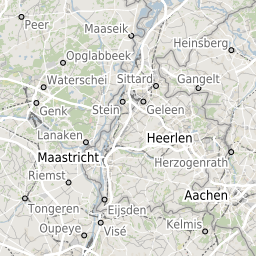 Peer
Maaseik
Heinsberg
Opglabbeek
Waterschei
Sittard
Gangelt
Genk
Stein
Geleen
Lanaken
Heerlen
Maastricht
Herzogenrath
Riemst
Aachen
Tongeren
Eijsden
Oupeye
Visé
Kelmis